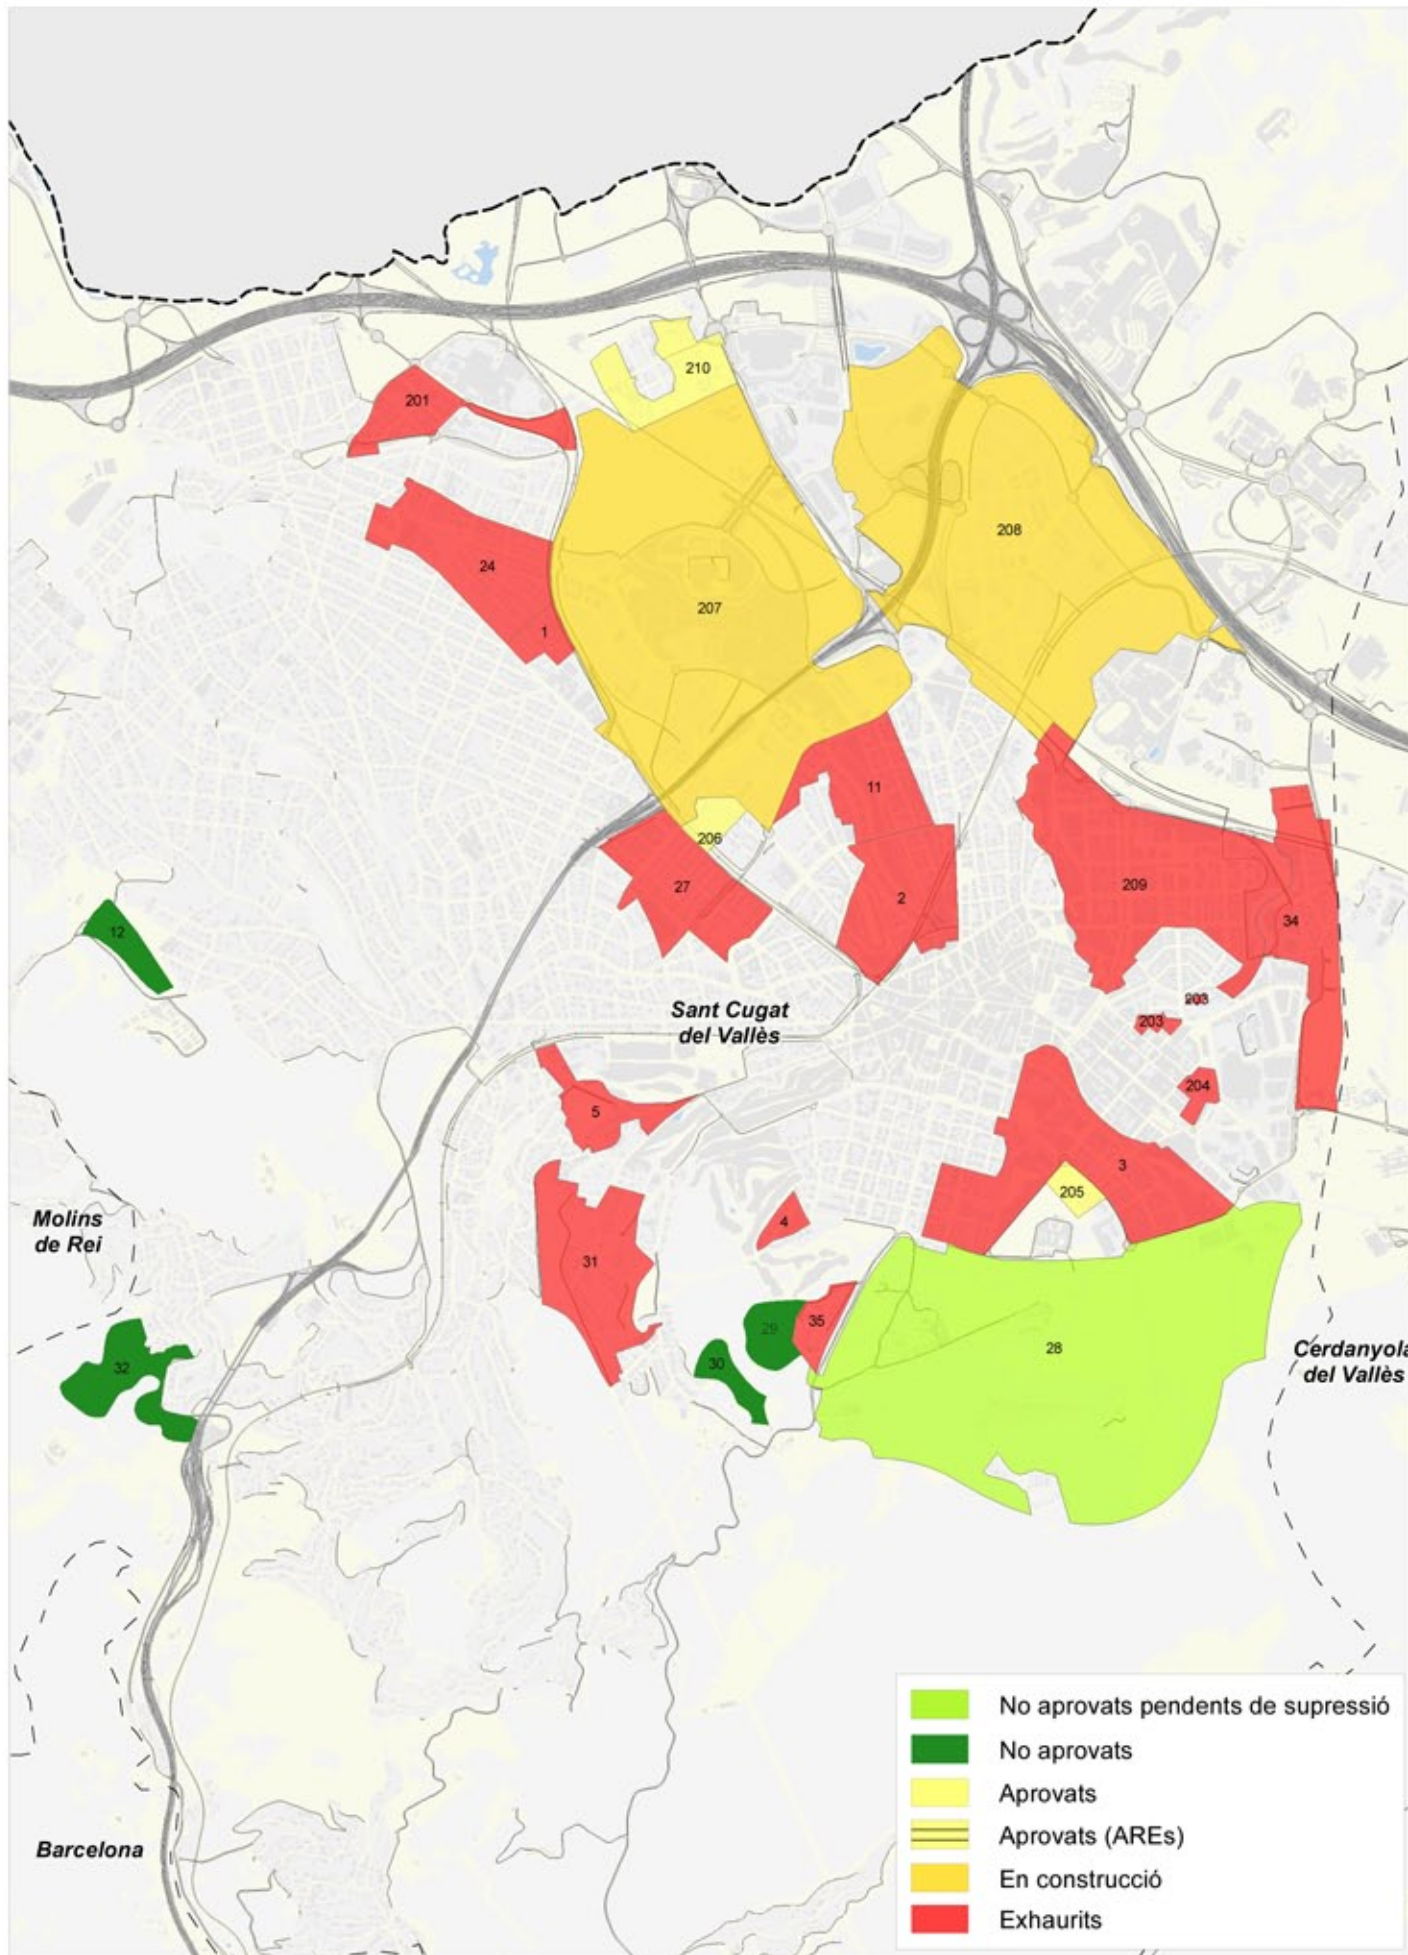 210
201
208
24
207
1
11
206
27
209
2
34
12
203
Sant Cugat
del Vallès
203
204
5
3
205
Molins
de Rei
4
31
35
29
28
30
32
Cerdanyola
del Vallès
No aprovats pendents de supressió
No aprovats
Aprovats
Aprovats (AREs)
Barcelona
En construcció
Exhaurits